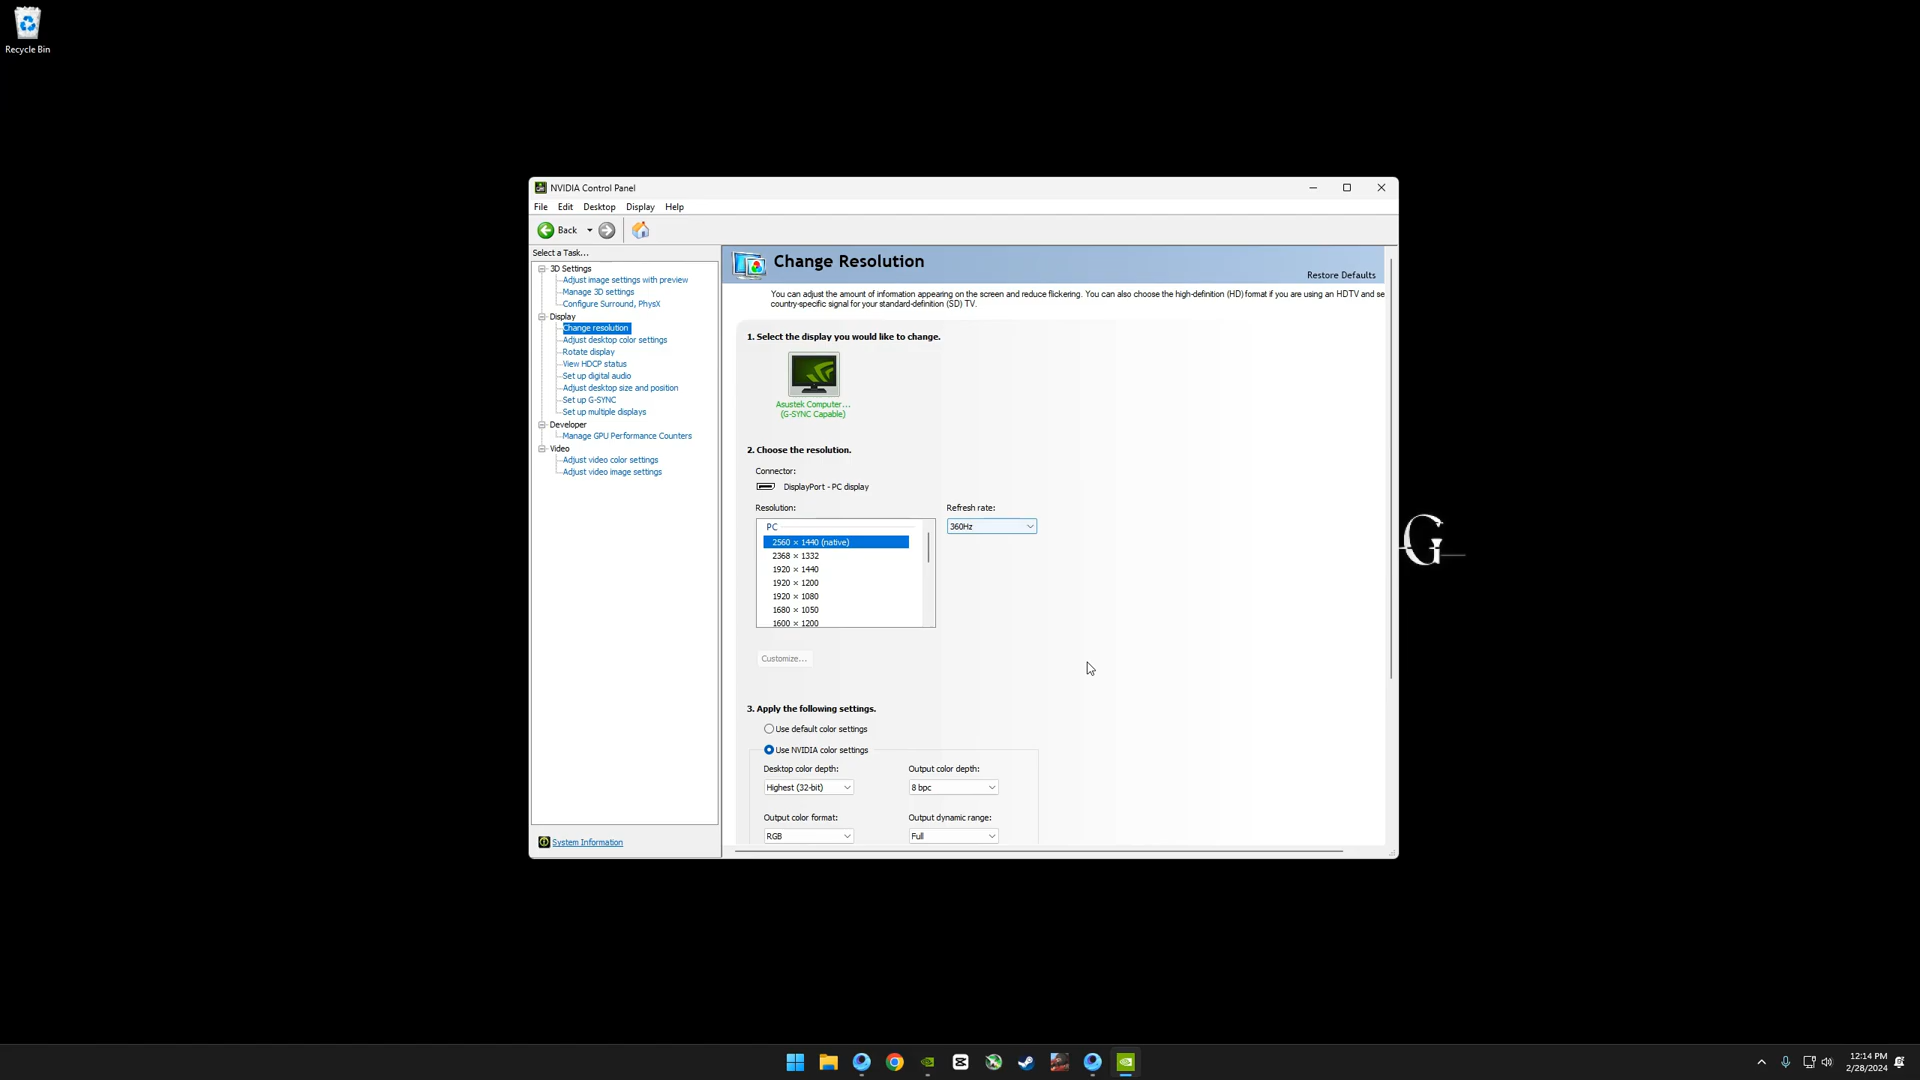 Recycle Bin
NVIDIA Control Panel
File Edit Desktop Display Help
Back
Select a Task...
3D Settings
Adjust image settings with preview
Manage 3D settings
Configure Surround, PhysX
Display
Change resolution
Adjust desktop color settings
Rotate display
View HDCP status
Set up digital audio
Adjust desktop size and position
Set up G-SYNC
Set up multiple displays
Developer
Manage GPU Performance Counters
Video
Adjust video color settings
Adjust video image settings
System Information
Change Resolution
Restore Defaults
You can adjust the amount of information appearing on the screen and reduce flickering. You can also choose the high-definition (HD) format if you are using an HDTV and se
country-specific signal for your standard-definition (SD) TV.
1. Select the display you would like to change.
Asustek Computer...
(G-SYNC Capable)
2. Choose the resolution.
Connector:
DisplayPort - PC display
Resolution:
Refresh rate:
PC
360Hz
2560 × 1440 (native)
2368 × 1332
1920 × 1440
1920 × 1200
1920 × 1080
1680 × 1050
1600 × 1200
Customize...
3. Apply the following settings.
Use default color settings
Use NVIDIA color settings
Desktop color depth: Output color depth:
Highest (32-bit) 8 bpc
Output color format: Output dynamic range:
RGB Full
G
12:14 PM
2/28/2024